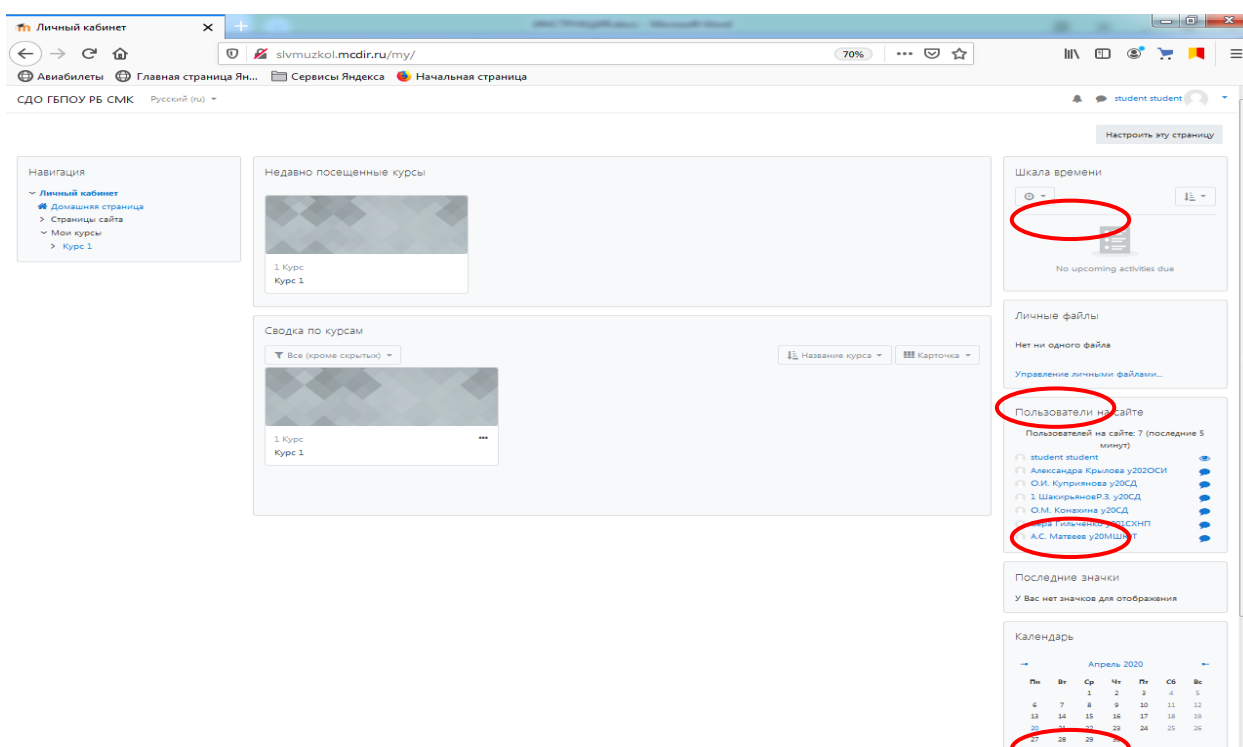 Личный кабинет
slvmuzkol.mcdir.ru/my/
70%
Авиабилеты Главная страница Ян... Сервисы Яндекса Начальная страница
СДО ГБПОУ РБ СМК Русский (ru)
student student
Настроить эту страницу
Навигация
Личный кабинет
Домашняя страница
Страницы сайта
Мои курсы
Курс 1
Недавно посещенные курсы
1 Курс
Курс 1
Сводка по курсам
Все (кроме скрытых)
Название курса
Карточка
1 Курс
Курс 1
Шкала времени
No upcoming activities due
Личные файлы
Нет ни одного файла
Управление личными файлами...
Пользователи на сайте
Пользователей на сайте: 7 (последние 5
минут)
student student
Александра Крылова у202ОСИ
О.И. Куприянова у20СД
1 ШакирьяновР.З. у20СД
О.М. Конахина у20СД
Гильченко
А.С. Матвеев
Последние значки
У Вас нет значков для отображения
Календарь
Апрель 2020
Пн Вт Ср Чт Пт Сб Вс
1 2 3 4 5
6 7 8 9 10 11 12
13 14 15 16 17 18 19
20 21 22 23 24 25 26
27 28 29 30